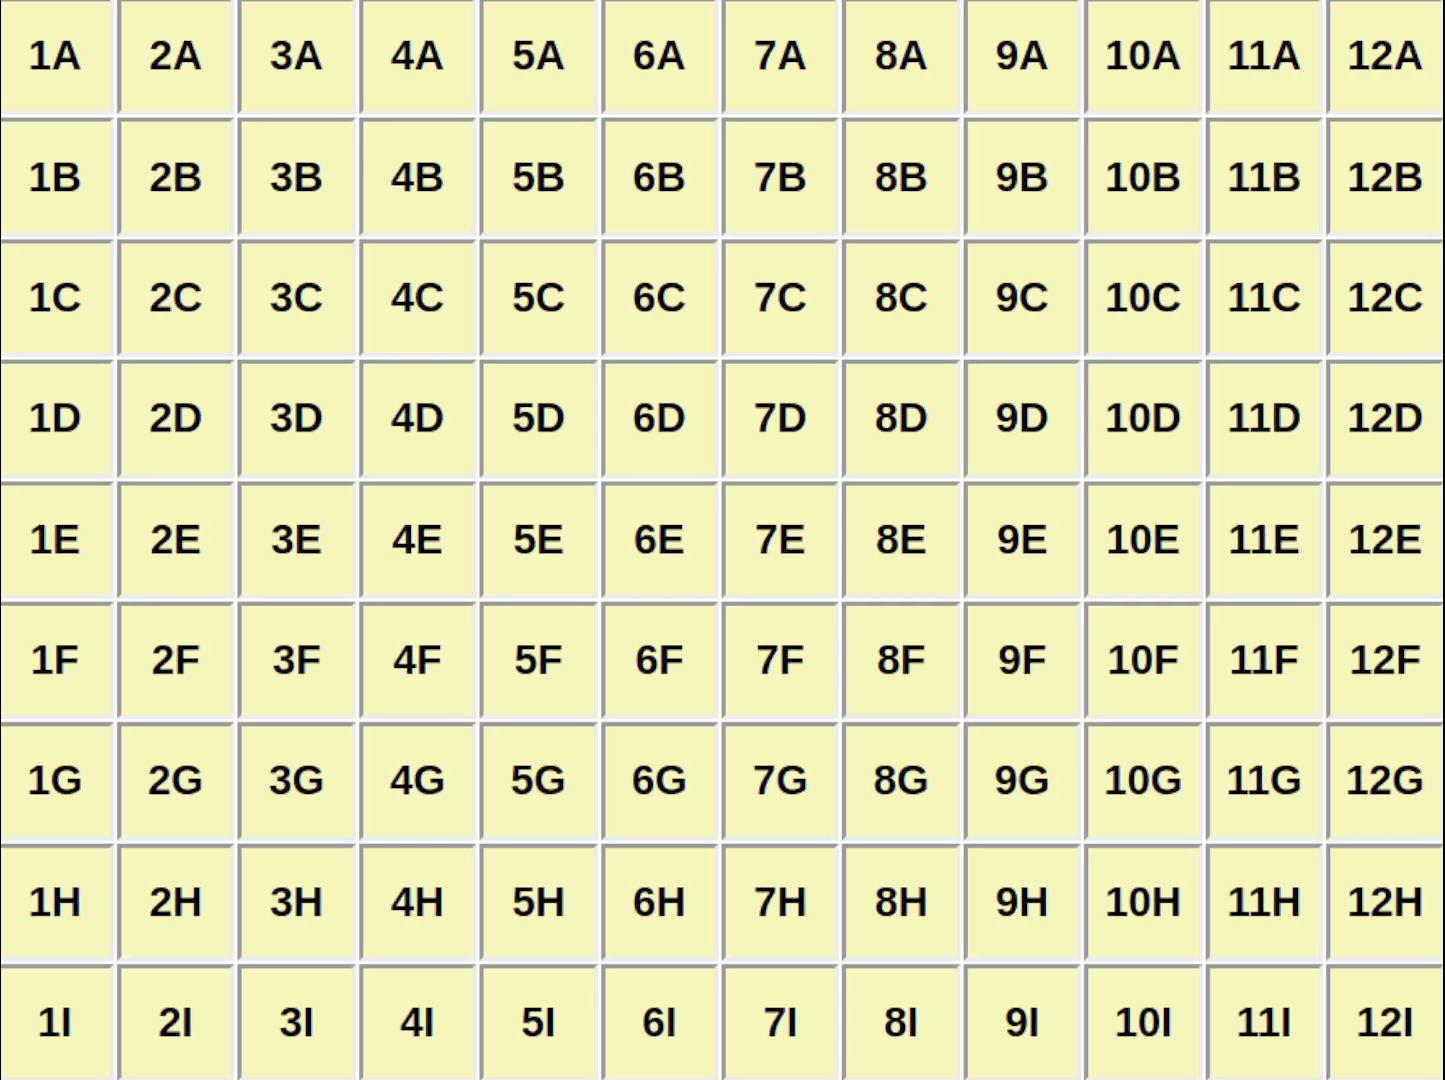 1A 2A 3A 4A 5A 6A 7A 8A 9A 10A 11A 12A
1B 2B 3B 4B 5B 6B 7B 8B 9B 10B 11B 12B
1C 2C 3C 4C 5C 6C 7C 8C 9C 10C 11C 12C
1D 2D 3D 4D 5D 6D 7D 8D 9D 10D 11D 12D
1E 2E 3E 4E 5E 6E 7E 8E 9E 10E 11E 12E
1F 2F 3F 4F 5F 6F 7F 8F 9F 10F 11F 12F
1G 2G 3G 4G 5G 6G 7G 8G 9G 10G 11G 12G
1H 2H 3H 4H 5H 6H 7H 8H 9H 10H 11H 12H
1I 2I 3I 4I 5I 6I 7I 8I 9I 10I 11I 12I